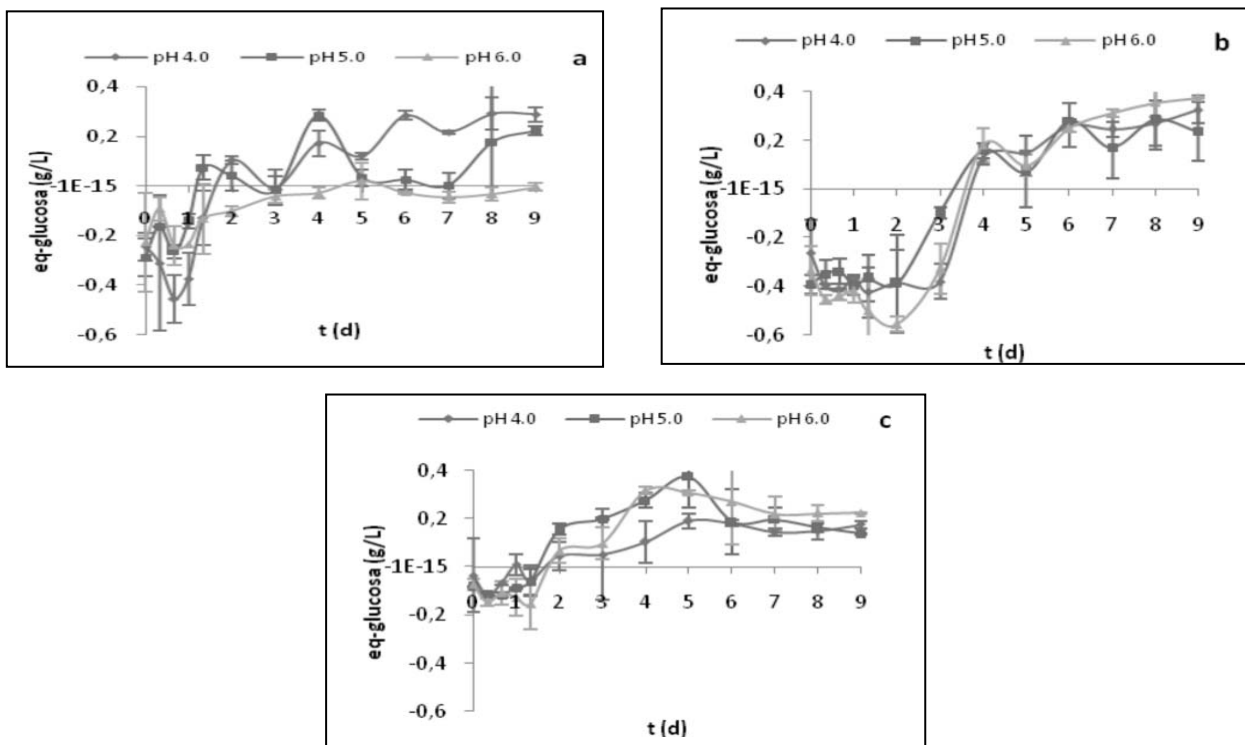 pH 4.0 pH 5.0 pH 6.0 a
0,4
0,2
-1E-15
-0,2
-0,4
-0,6
0 1 2 3 4 5 6 7 8 9
eq-glucosa (g/L)
t (d)
pH 4.0 pH 5.0 pH 6.0 b
0,4
0,2
-1E-15
-0,2
-0,4
-0,6
0 1 2 3 4 5 6 7 8 9
eq-glucosa (g/L)
t (d)
pH 4.0 pH 5.0 pH 6.0 c
0,4
0,2
-1E-15
-0,2
-0,4
-0,6
0 1 2 3 4 5 6 7 8 9
eq-glucosa (g/L)
t (d)